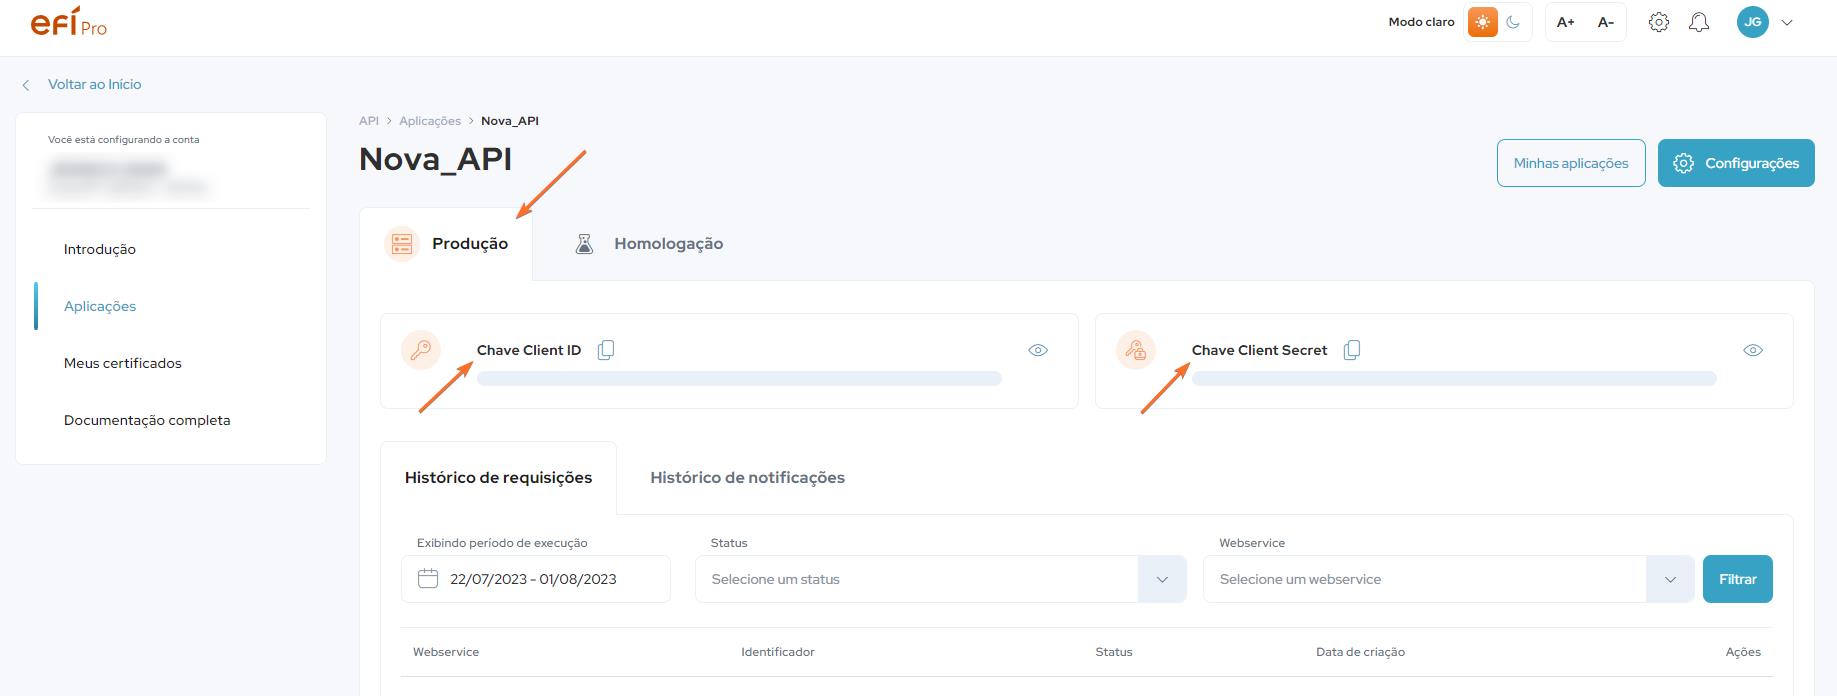 efí Pro
Modo claro
A+ A-
JG
Voltar ao Início
Você está configurando a conta
Introdução
Aplicações
Meus certificados
Documentação completa
API > Aplicações > Nova_API
Nova_API
Minhas aplicações
Configurações
Produção
Homologação
Chave Client ID
Chave Client Secret
Histórico de requisições
Histórico de notificações
Exibindo período de execução
Status
Webservice
22/07/2023 - 01/08/2023
Selecione um status
Selecione um webservice
Filtrar
Webservice Identificador Status Data de criação Ações